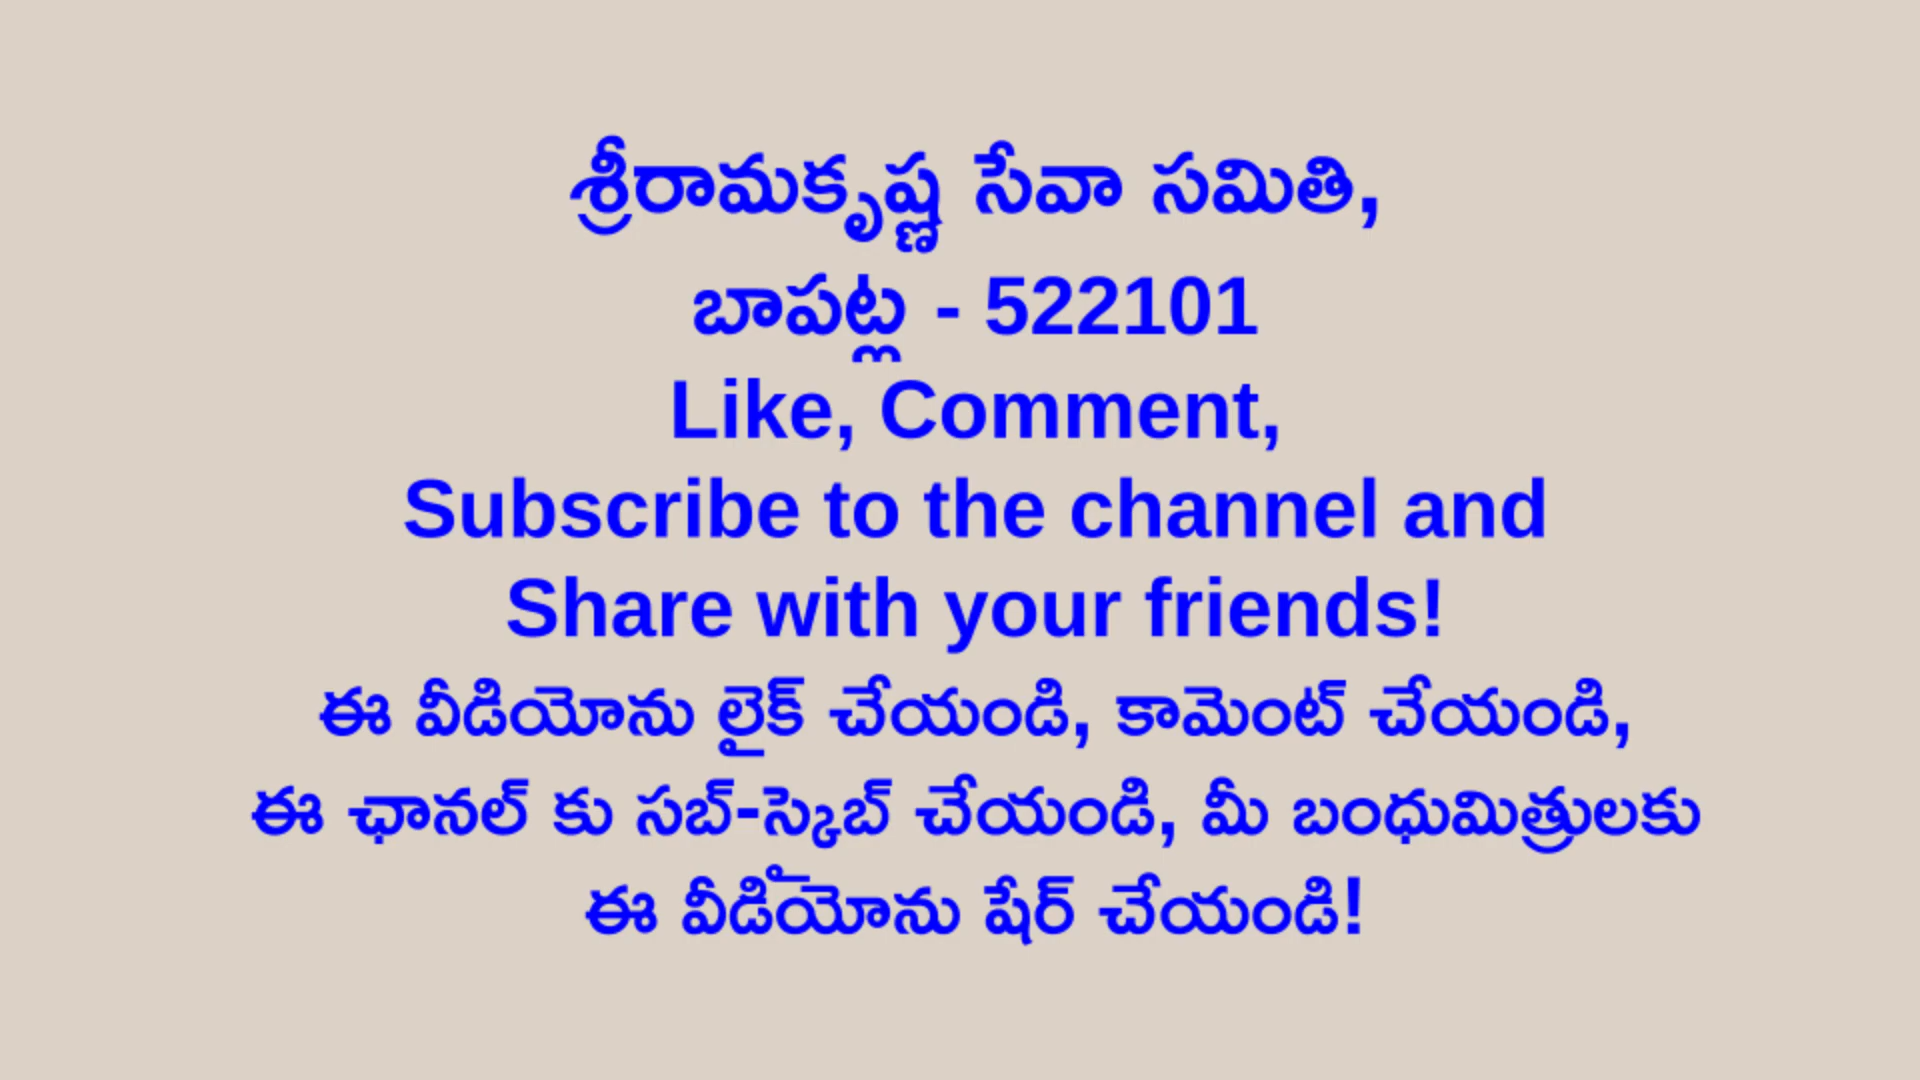 శ్రీరామకృష్ణ సేవా సమితి,
బాపట్ల - 522101
Like, Comment,
Subscribe to the channel and
Share with your friends!
ఈ వీడియోను లైక్ చేయండి, కామెంట్ చేయండి,
ఈ ఛానల్ కు సబ్-స్కైబ్ చేయండి, మీ బంధుమిత్రులకు
ఈ వీడియోను షేర్ చేయండి!